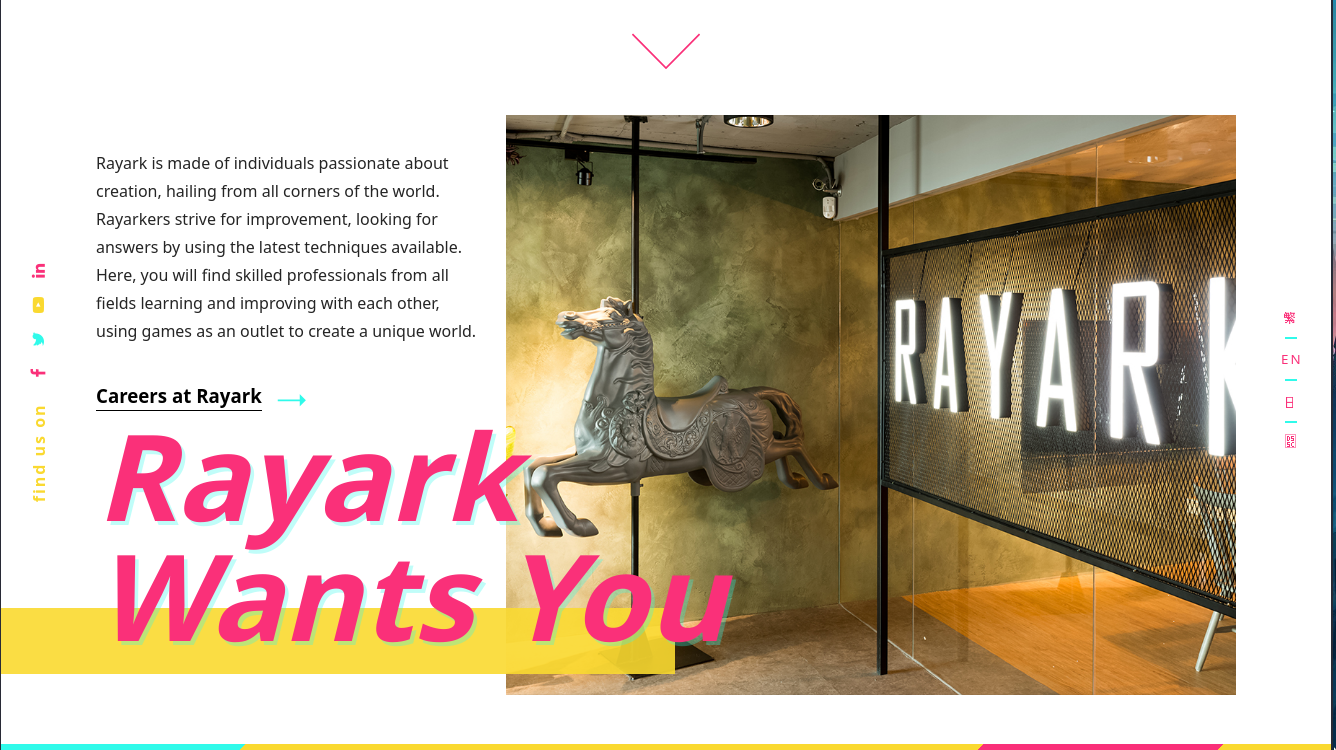 Rayark is made of individuals passionate about
creation, hailing from all corners of the world.
Rayarkers strive for improvement, looking for
answers by using the latest techniques available.
Here, you will find skilled professionals from all
fields learning and improving with each other,
using games as an outlet to create a unique world.
Careers at Rayark
Rayark
Wants You
RAYARK
find us on
繁
EN
日